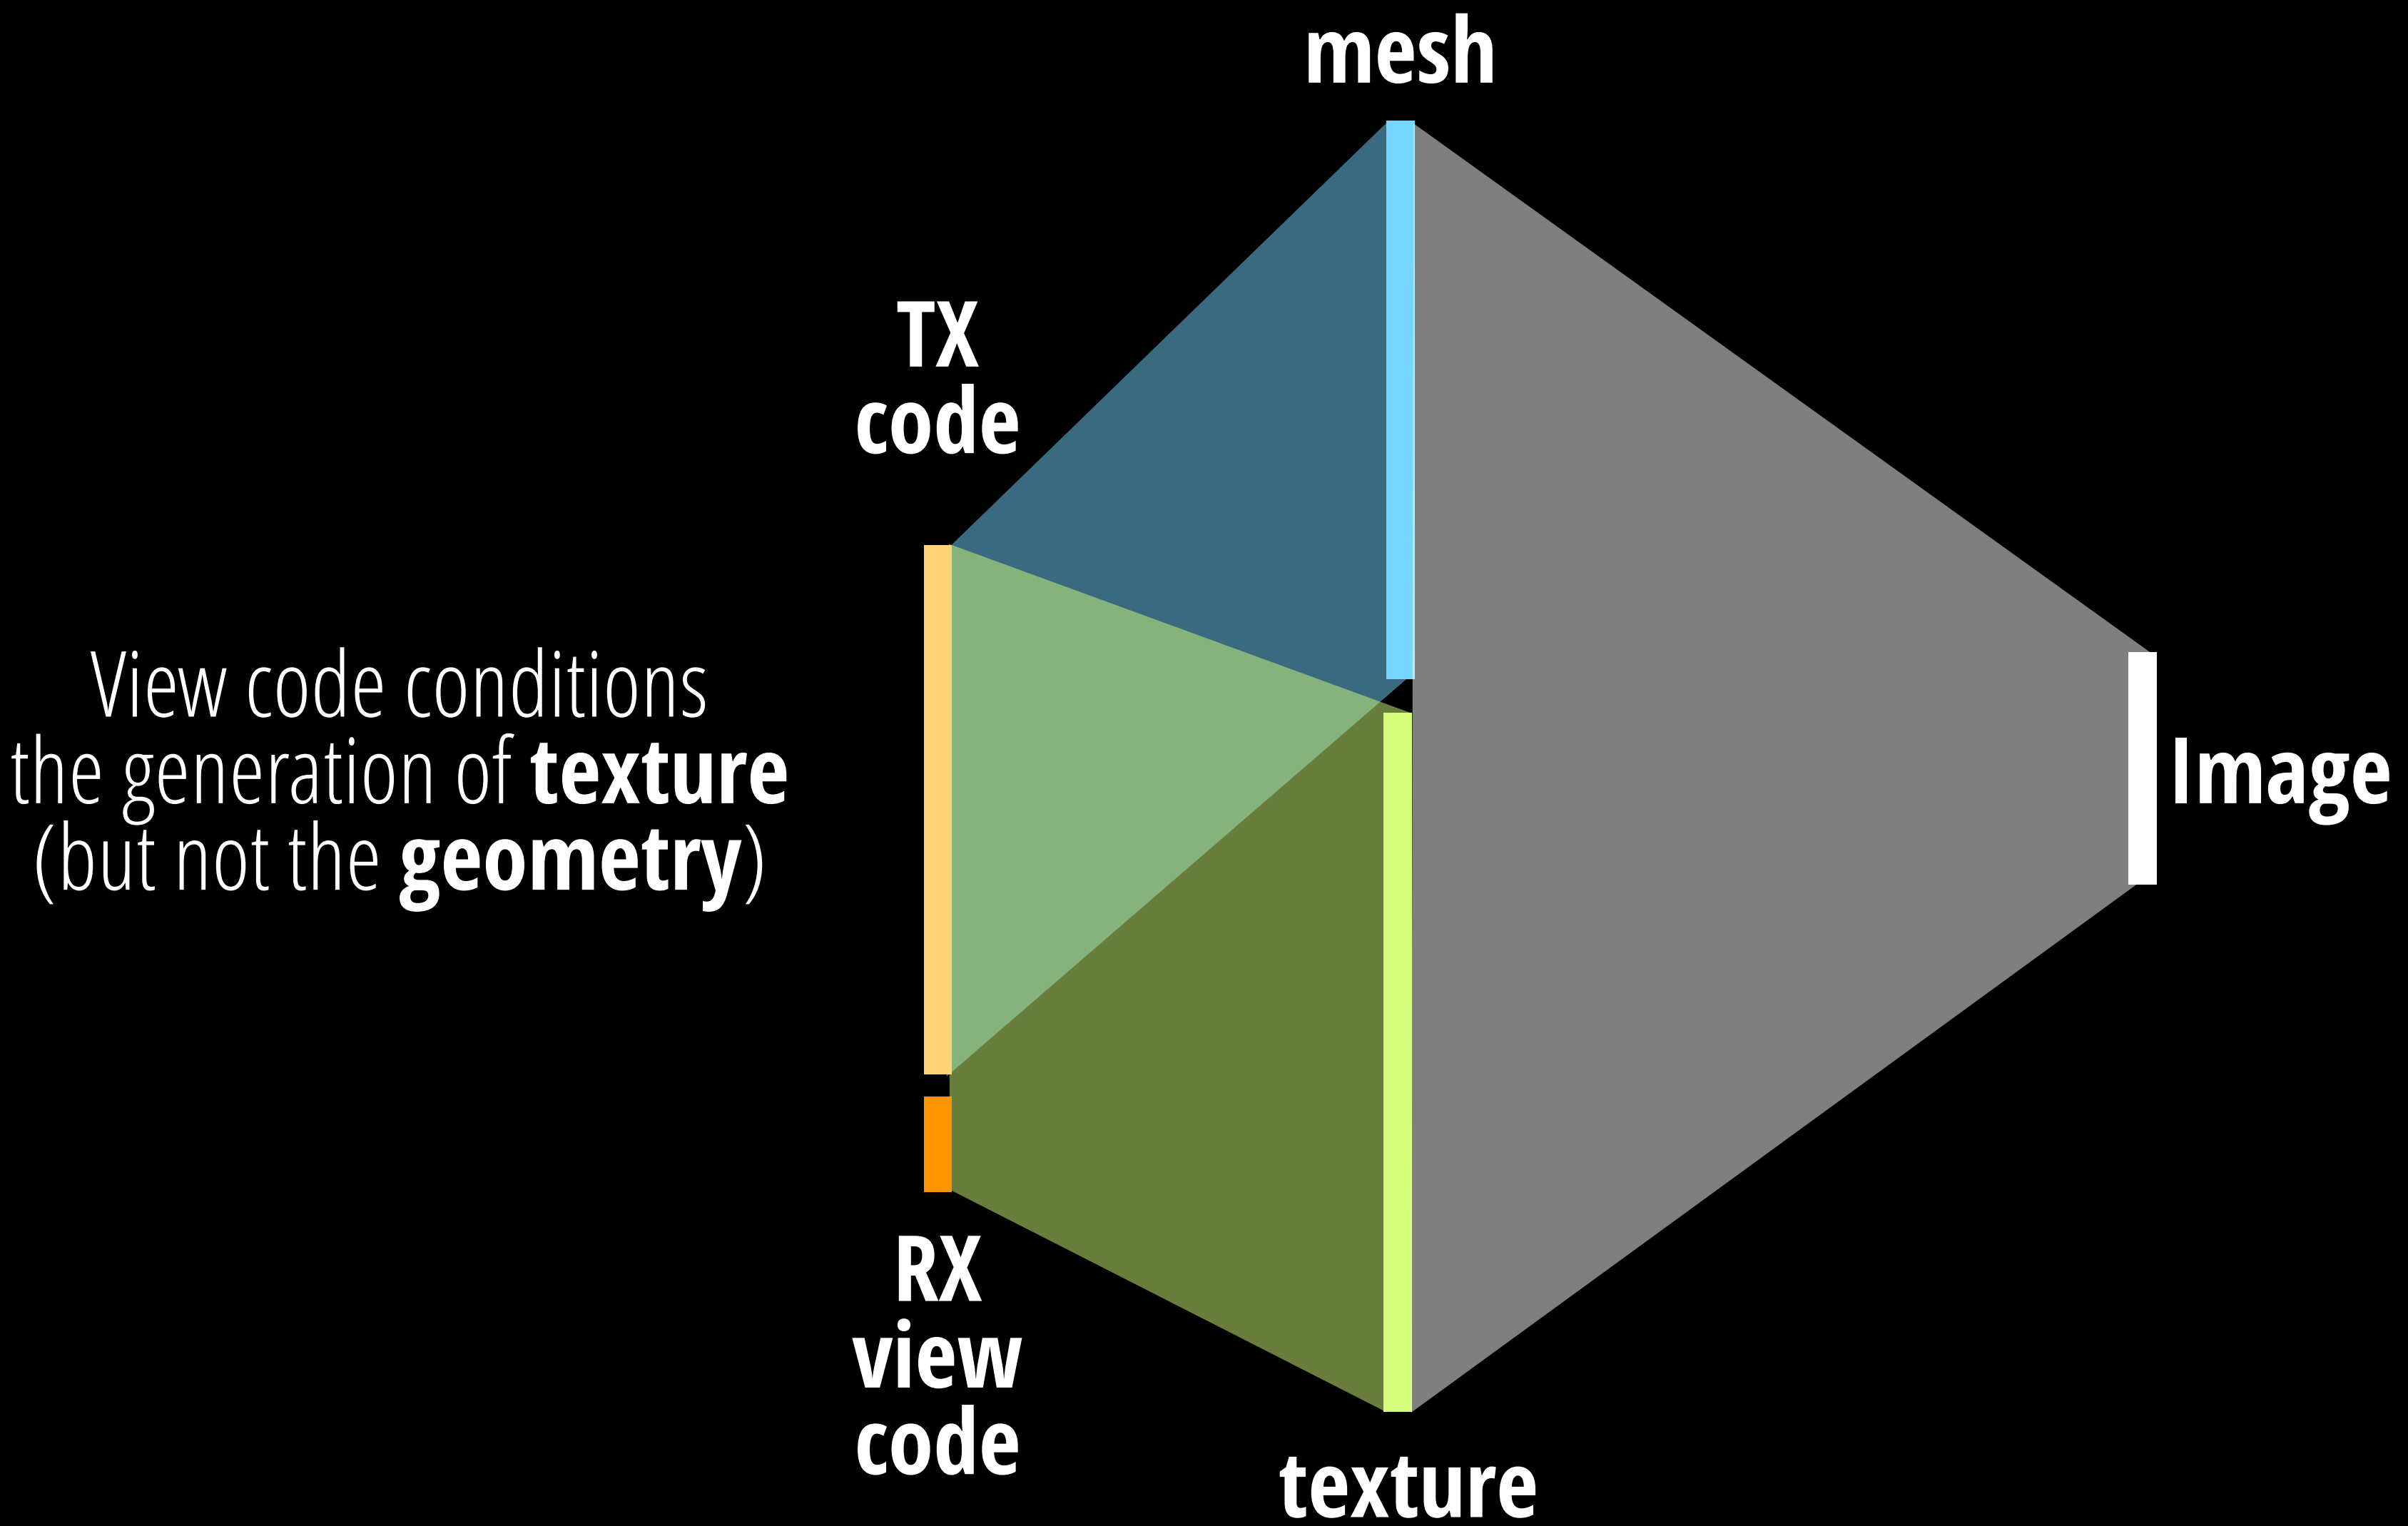 mesh
TX
code
View code conditions
the generation of texture
(but not the geometry)
Image
RX
view
code
texture